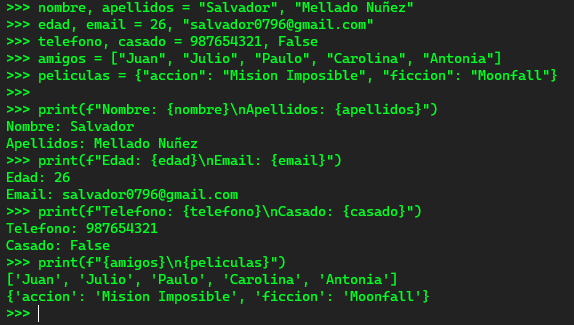 >>> nombre, apellidos = "Salvador", "Mellado Nuñez"
>>> edad, email = 26, "salvador0796@gmail.com"
>>> telefono, casado = 987654321, False
>>> amigos = ["Juan", "Julio", "Paulo", "Carolina", "Antonia"]
>>> peliculas = {"accion": "Mision Imposible", "ficcion": "Moonfall"}
>>>
>>> print(f"Nombre: {nombre}\nApellidos: {apellidos}")
Nombre: Salvador
Apellidos: Mellado Nuñez
>>> print(f"Edad: {edad}\nEmail: {email}")
Edad: 26
Email: salvador0796@gmail.com
>>> print(f"Telefono: {telefono}\nCasado: {casado}")
Telefono: 987654321
Casado: False
>>> print(f"{amigos}\n{peliculas}")
['Juan', 'Julio', 'Paulo', 'Carolina', 'Antonia']
{'accion': 'Mision Imposible', 'ficcion': 'Moonfall'}
>>>